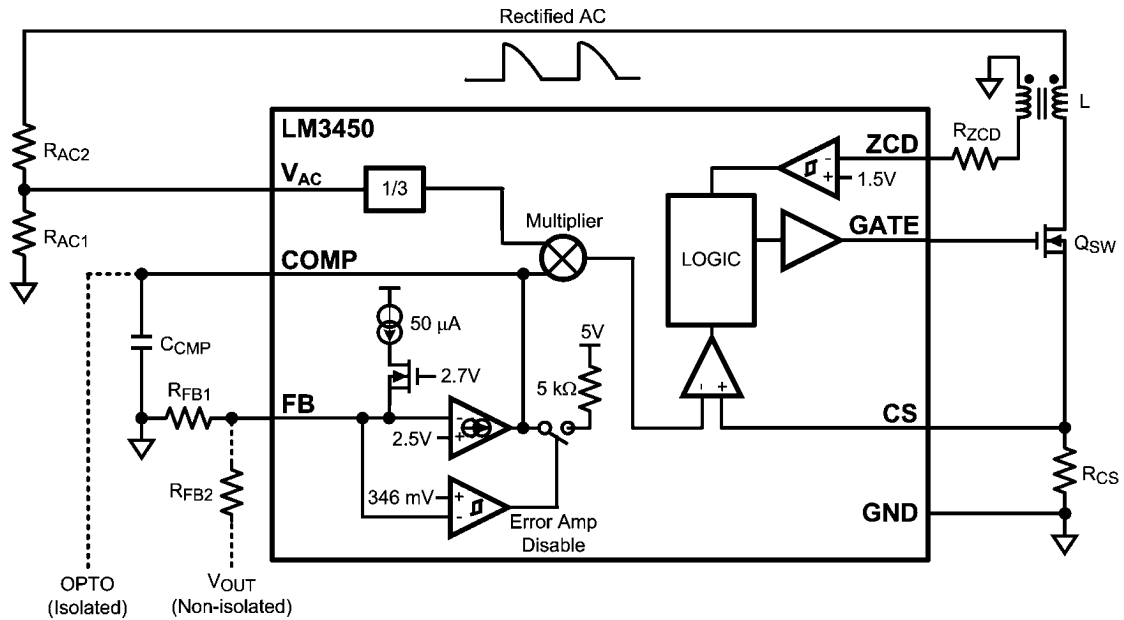 Rectified AC
LM3450
RAC2
VAC
1/3
RAC1
Multiplier
COMP
ZCD
RZCD
L
1.5V
-
+
LOGIC
GATE
QSW
50 µA
CCMP
2.7V
5V
5 kΩ
RFB1
FB
-
+
2.5V
- +
CS
RFB2
346 mV
+
-
Error Amp
Disable
RCS
GND
OPTO
(Isolated)
VOUT
(Non-isolated)